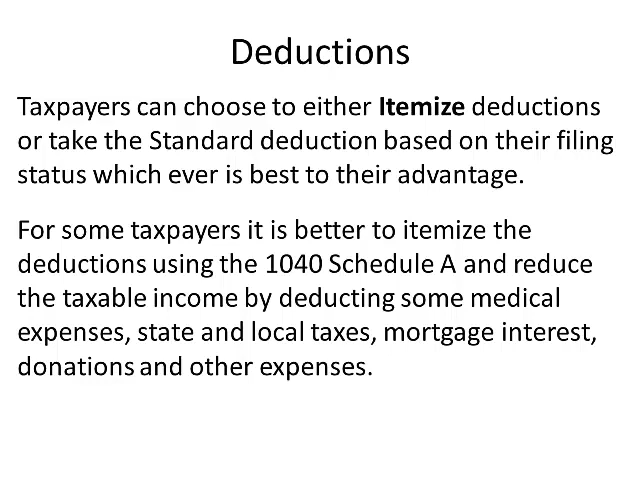 Deductions
Taxpayers can choose to either Itemize deductions
or take the Standard deduction based on their filing
status which ever is best to their advantage.
For some taxpayers it is better to itemize the
deductions using the 1040 Schedule A and reduce
the taxable income by deducting some medical
expenses, state and local taxes, mortgage interest,
donations and other expenses.